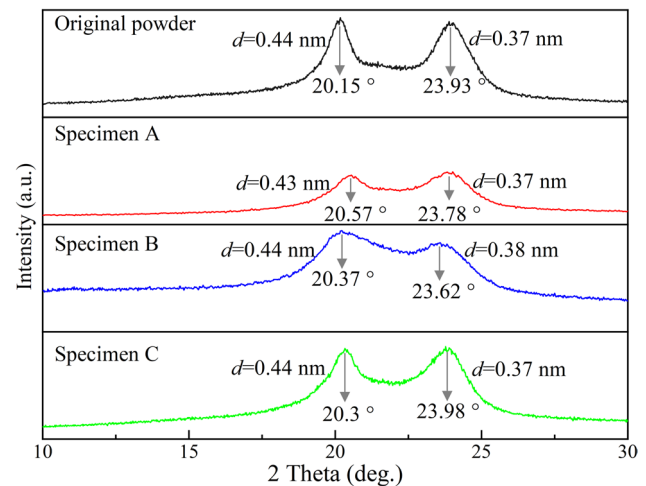 Original powder
d=0.44 nm
d=0.37 nm
20.15 °
23.93 °
Specimen A
d=0.43 nm
d=0.37 nm
20.57 °
23.78 °
Specimen B
d=0.44 nm
d=0.38 nm
20.37 °
23.62 °
Specimen C
d=0.44 nm
d=0.37 nm
20.3 °
23.98 °
Intensity (a.u.)
10
15
20
25
30
2 Theta (deg.)